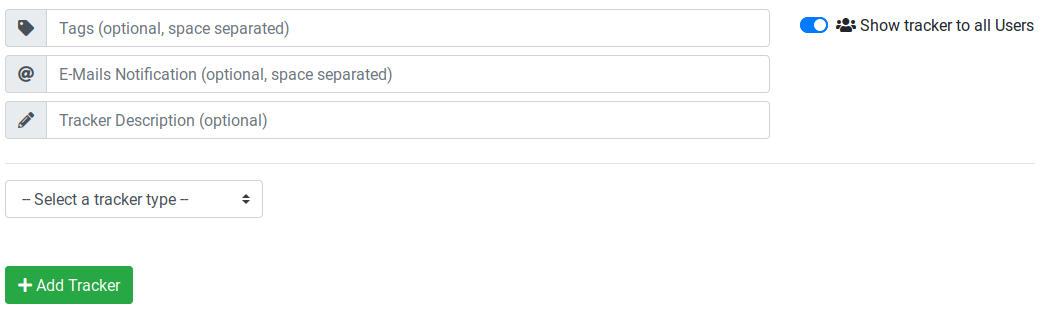 Tags (optional, space separated)
Show tracker to all Users
@
E-Mails Notification (optional, space separated)
Tracker Description (optional)
-- Select a tracker type --
Add Tracker